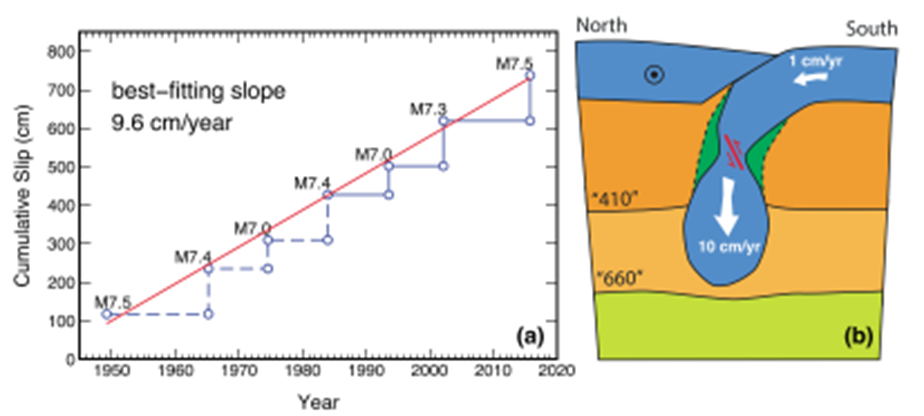 Cumulative Slip (cm)
800
700
600
500
400
300
200
100
0
best−fitting slope
9.6 cm/year
M7.5
M7.4
M7.0
M7.4
M7.0
M7.3
M7.5
(a)
1950 1960 1970 1980 1990 2000 2010 2020
Year
North South
1 cm/yr
"410"
10 cm/yr
"660"
(b)